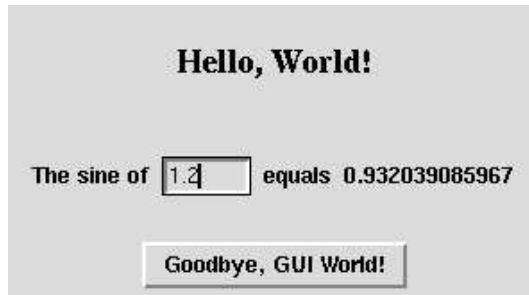 Hello, World!
The sine of 1.2 equals 0.932039085967
Goodbye, GUI World!